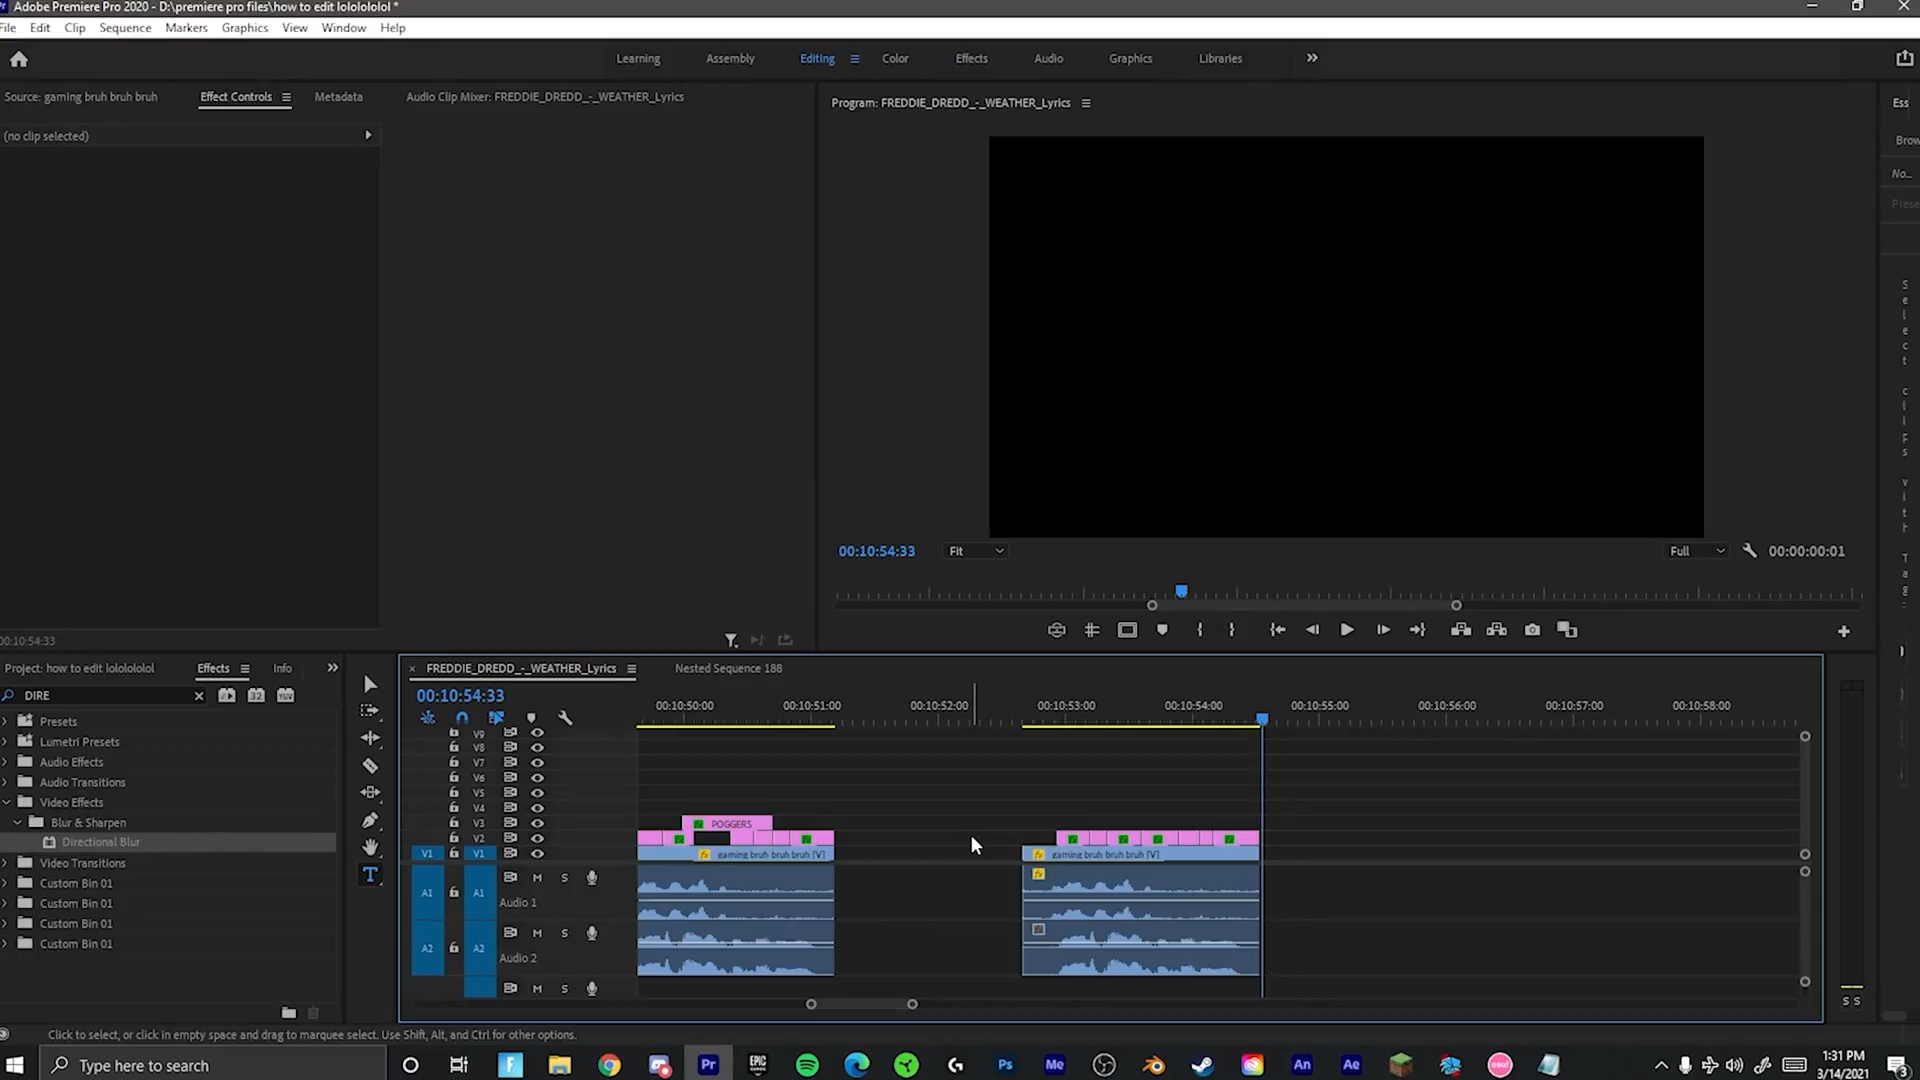 Adobe Premiere Pro 2020 - D:\premiere pro files\how to edit lolololol *
File Edit Clip Sequence Markers Graphics View Window Help
Learning Assembly Editing Color Effects Audio Graphics Libraries
Source: gaming bruh bruh bruh Effect Controls Metadata Audio Clip Mixer: FREDDIE_DREDD_-_WEATHER_Lyrics
Program: FREDDIE_DREDD_-_WEATHER_Lyrics
Ess
(no clip selected)
Brow
No...
Prese
00:10:54:33 Fit Full 00:00:00:01
00:10:54:33
Project: how to edit lolololol Effects Info
FREDDIE_DREDD_-_WEATHER_Lyrics Nested Sequence 188
DIRE
00:10:54:33
00:10:50:00 00:10:51:00 00:10:52:00 00:10:53:00 00:10:54:00 00:10:55:00 00:10:56:00 00:10:57:00 00:10:58:00
Presets
Lumetri Presets
Audio Effects
Audio Transitions
Video Effects
Blur & Sharpen
Directional Blur
Video Transitions
Custom Bin 01
Custom Bin 01
Custom Bin 01
Custom Bin 01
V9
V8
V7
V6
V5
V4
V3 POGGERS
V2
V1 V1 gaming bruh bruh bruh [V] gaming bruh bruh bruh [V]
M S
A1 A1
Audio 1
M S
A2 A2
Audio 2
M S
S S
Click to select, or click in empty space and drag to marquee select. Use Shift, Alt, and Ctrl for other options.
Type here to search
1:31 PM
3/14/2021